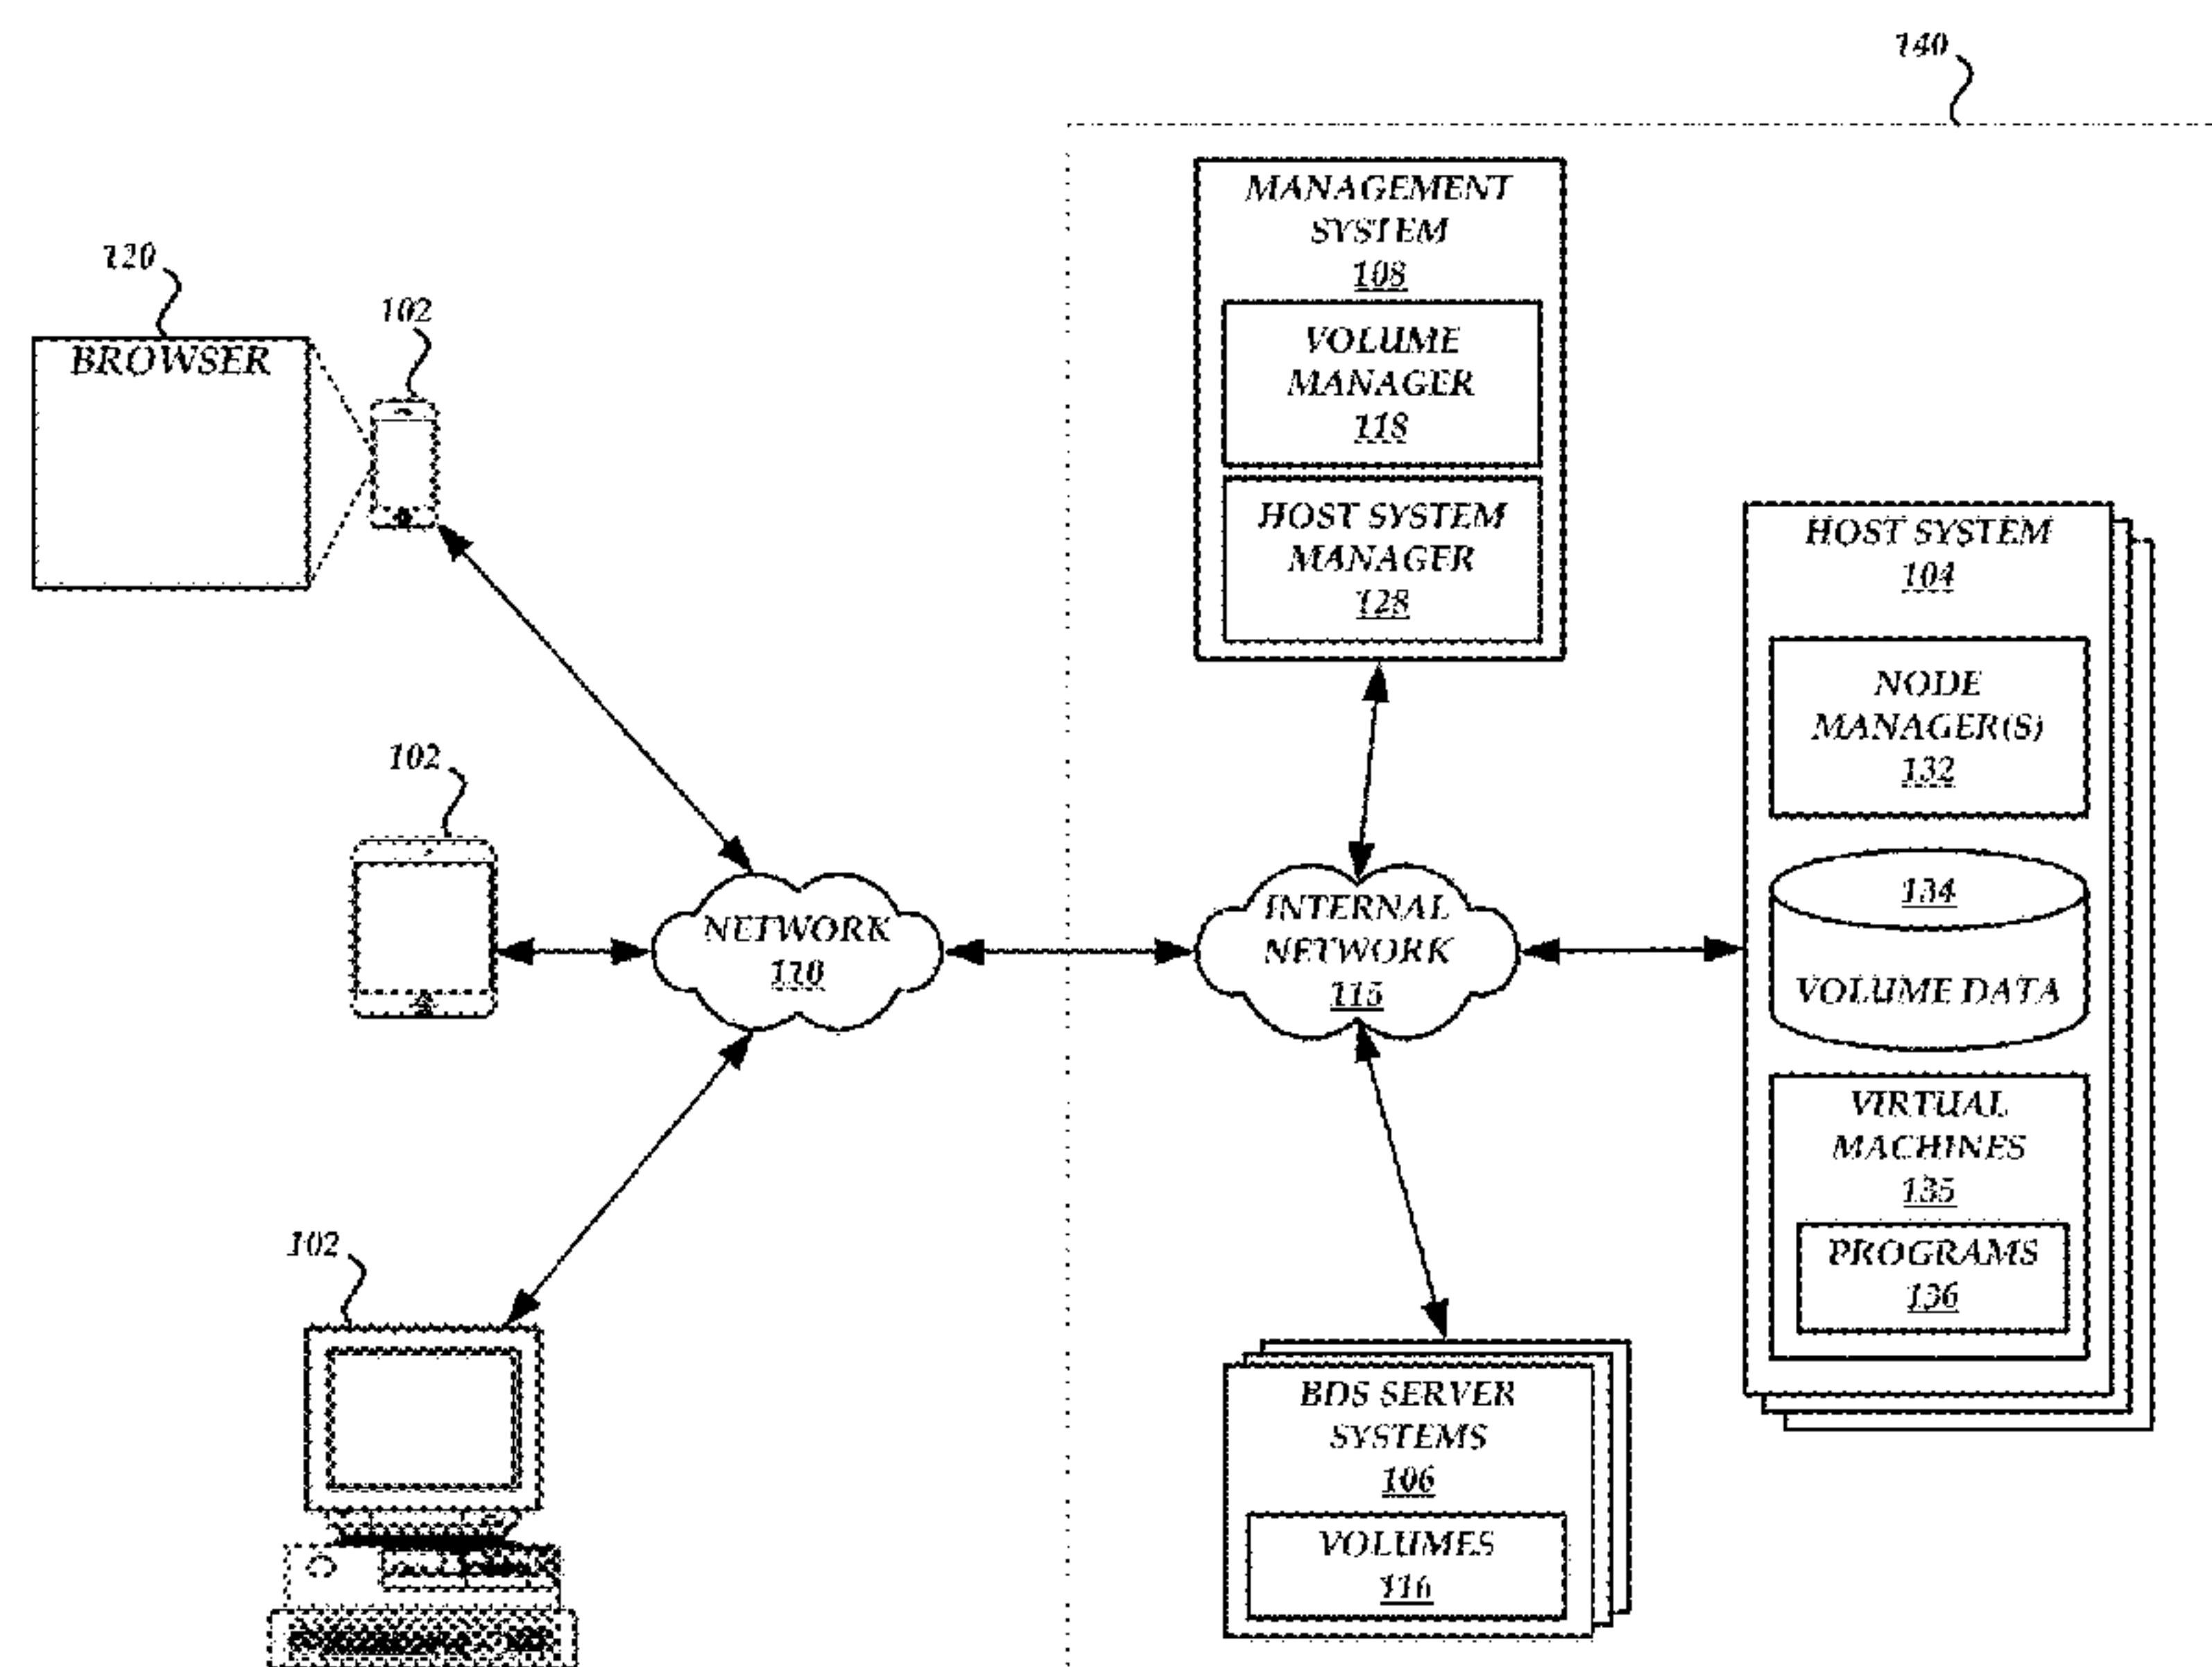 140
120
102
BROWSER
MANAGEMENT
SYSTEM
108
VOLUME
MANAGER
118
HOST SYSTEM
MANAGER
128
HOST SYSTEM
104
NODE
MANAGER(S)
132
134
VOLUME DATA
VIRTUAL
MACHINES
135
PROGRAMS
136
102
NETWORK
110
INTERNAL
NETWORK
115
102
BDS SERVER
SYSTEMS
106
VOLUMES
116